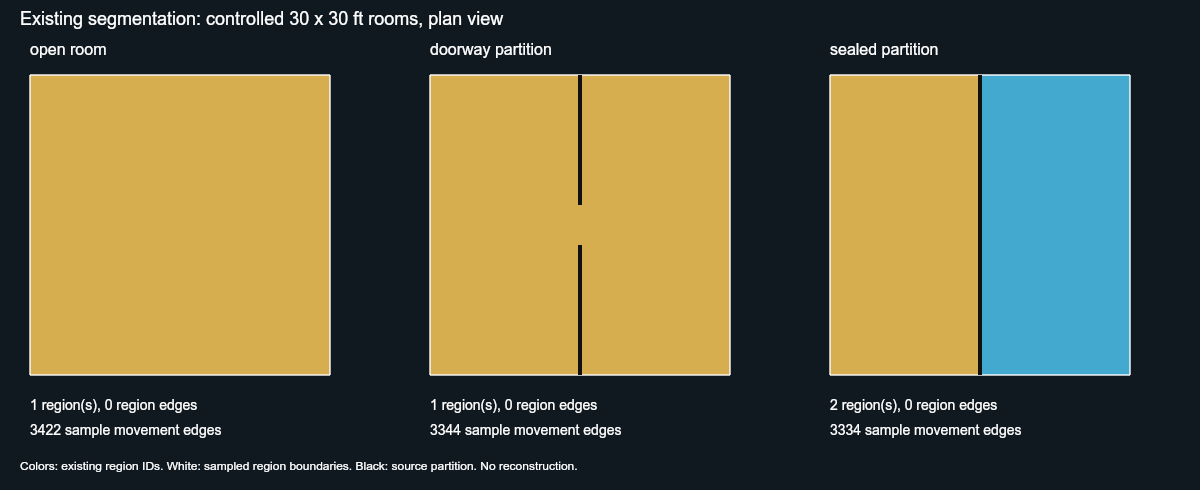 Existing segmentation: controlled 30 x 30 ft rooms, plan view
open room
doorway partition
sealed partition
1 region(s), 0 region edges
3422 sample movement edges
1 region(s), 0 region edges
3344 sample movement edges
2 region(s), 0 region edges
3334 sample movement edges
Colors: existing region IDs. White: sampled region boundaries. Black: source partition. No reconstruction.